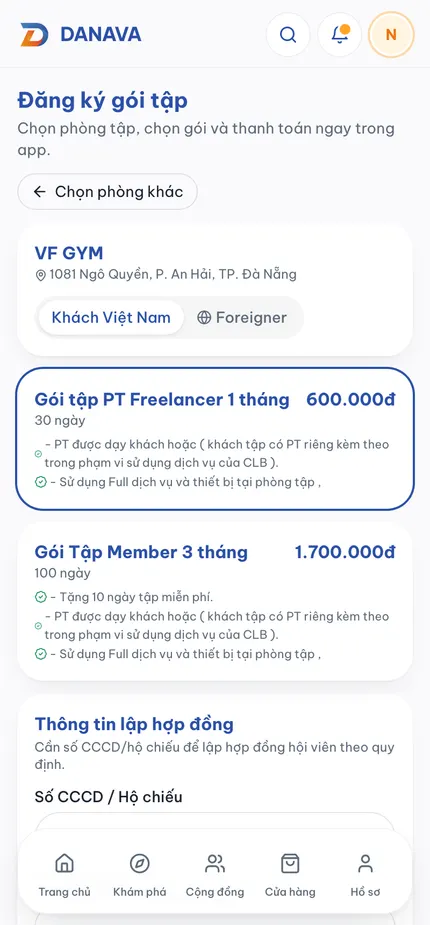 DANAVA
N
Đăng ký gói tập
Chọn phòng tập, chọn gói và thanh toán ngay trong
app.
Chọn phòng khác
VF GYM
1081 Ngô Quyền, P. An Hải, TP. Đà Nẵng
Khách Việt Nam
Foreigner
Gói tập PT Freelancer 1 tháng 600.000đ
30 ngày
- PT được dạy khách hoặc ( khách tập có PT riêng kèm theo
trong phạm vi sử dụng dịch vụ của CLB ).
- Sử dụng Full dịch vụ và thiết bị tại phòng tập .
Gói Tập Member 3 tháng 1.700.000đ
100 ngày
- Tặng 10 ngày tập miễn phí.
- PT được dạy khách hoặc ( khách tập có PT riêng kèm theo
trong phạm vi sử dụng dịch vụ của CLB ).
- Sử dụng Full dịch vụ và thiết bị tại phòng tập .
Thông tin lập hợp đồng
Cần số CCCD/hộ chiếu để lập hợp đồng hội viên theo quy
định.
Số CCCD / Hộ chiếu
Trang chủ
Khám phá
Cộng đồng
Cửa hàng
Hồ sơ